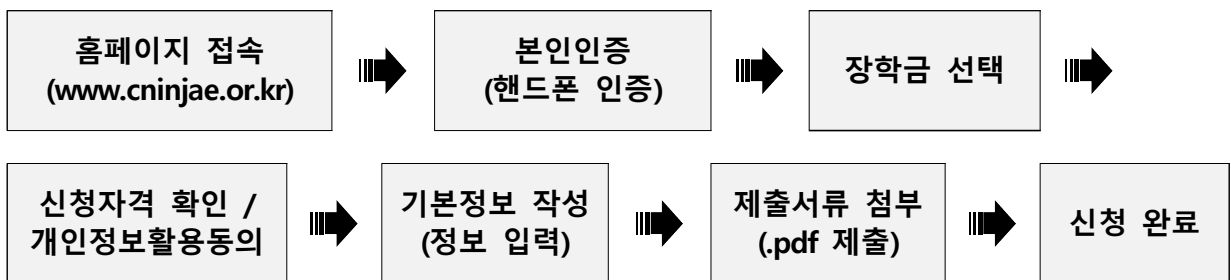 홈페이지 접속
(www.cninjae.or.kr)
본인인증
(핸드폰 인증)
장학금 선택
신청자격 확인 /
개인정보활용동의
기본정보 작성
(정보 입력)
제출서류 첨부
(.pdf 제출)
신청 완료